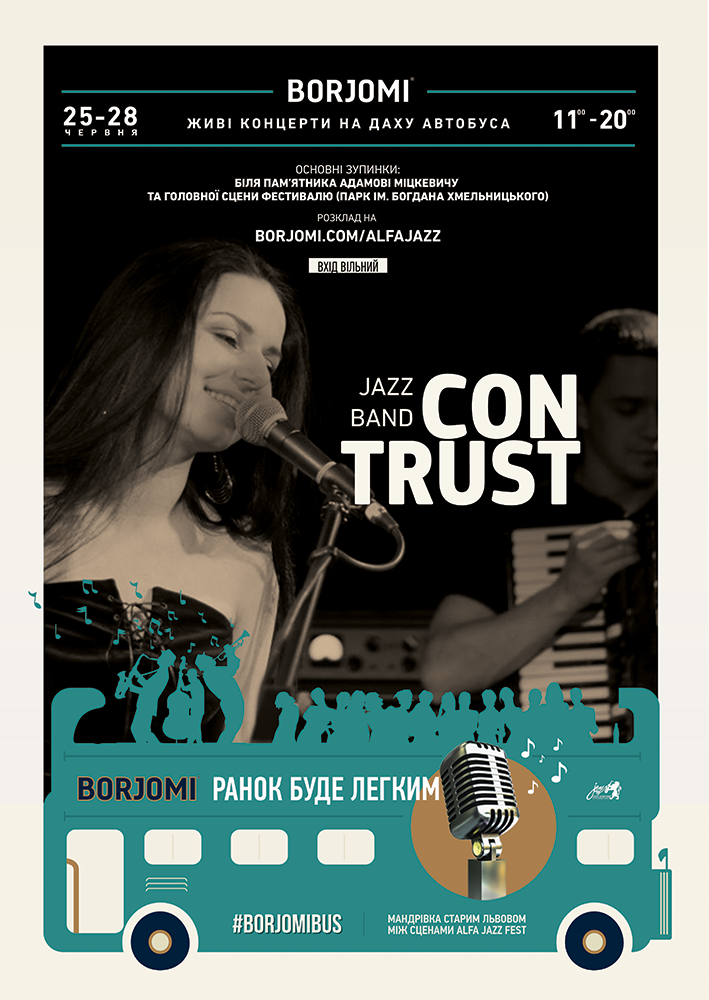 BORJOMI®
25-28
ЧЕРВНЯ
ЖИВІ КОНЦЕРТИ НА ДАХУ АВТОБУСА
11⁰⁰ - 20⁰⁰
ОСНОВНІ ЗУПИНКИ:
БІЛЯ ПАМ'ЯТНИКА АДАМОВІ МІЦКЕВИЧУ
ТА ГОЛОВНОЇ СЦЕНИ ФЕСТИВАЛЮ (ПАРК ІМ. БОГДАНА ХМЕЛЬНИЦЬКОГО)
РОЗКЛАД НА
BORJOMI.COM/ALFAJAZZ
ВХІД ВІЛЬНИЙ
JAZZ
BAND
CON
TRUST
BORJOMI РАНОК БУДЕ ЛЕГКИМ
#BORJOMIBUS
МАНДРІВКА СТАРИМ ЛЬВОВОМ
МІЖ СЦЕНАМИ ALFA JAZZ FEST